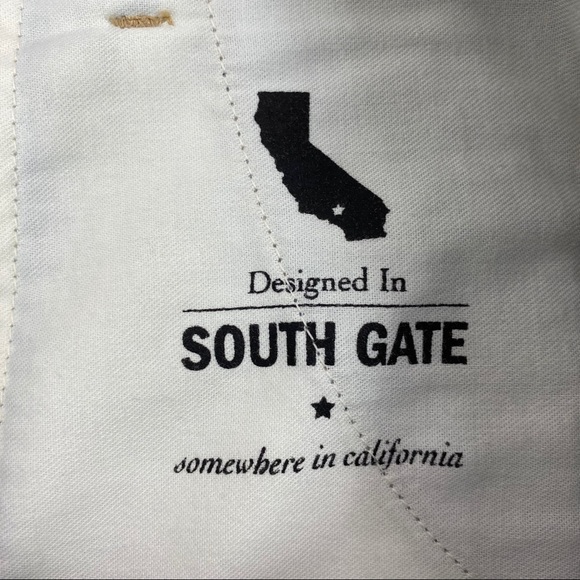 Designed In
SOUTH GATE
somewhere in california